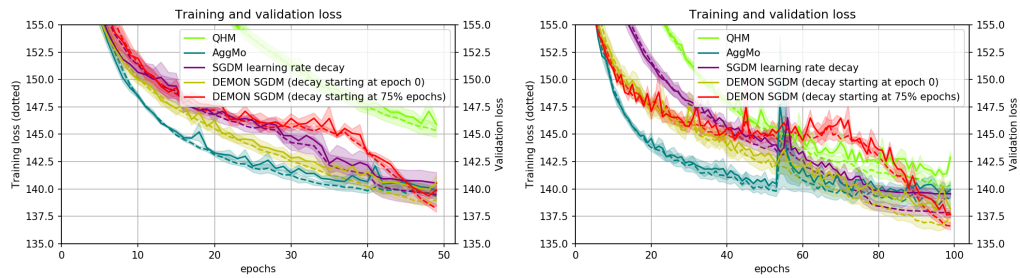 Training and validation loss
155.0
152.5
150.0
147.5
145.0
142.5
140.0
137.5
135.0
Training loss (dotted)
QHM
AggMo
SGDM learning rate decay
DEMON SGDM (decay starting at epoch 0)
DEMON SGDM (decay starting at 75% epochs)
155.0
152.5
150.0
147.5
145.0
142.5
140.0
137.5
135.0
Validation loss
0 10 20 30 40 50
epochs
Training and validation loss
155.0
152.5
150.0
147.5
145.0
142.5
140.0
137.5
135.0
Training loss (dotted)
QHM
AggMo
SGDM learning rate decay
DEMON SGDM (decay starting at epoch 0)
DEMON SGDM (decay starting at 75% epochs)
155.0
152.5
150.0
147.5
145.0
142.5
140.0
137.5
135.0
Validation loss
0 20 40 60 80 100
epochs